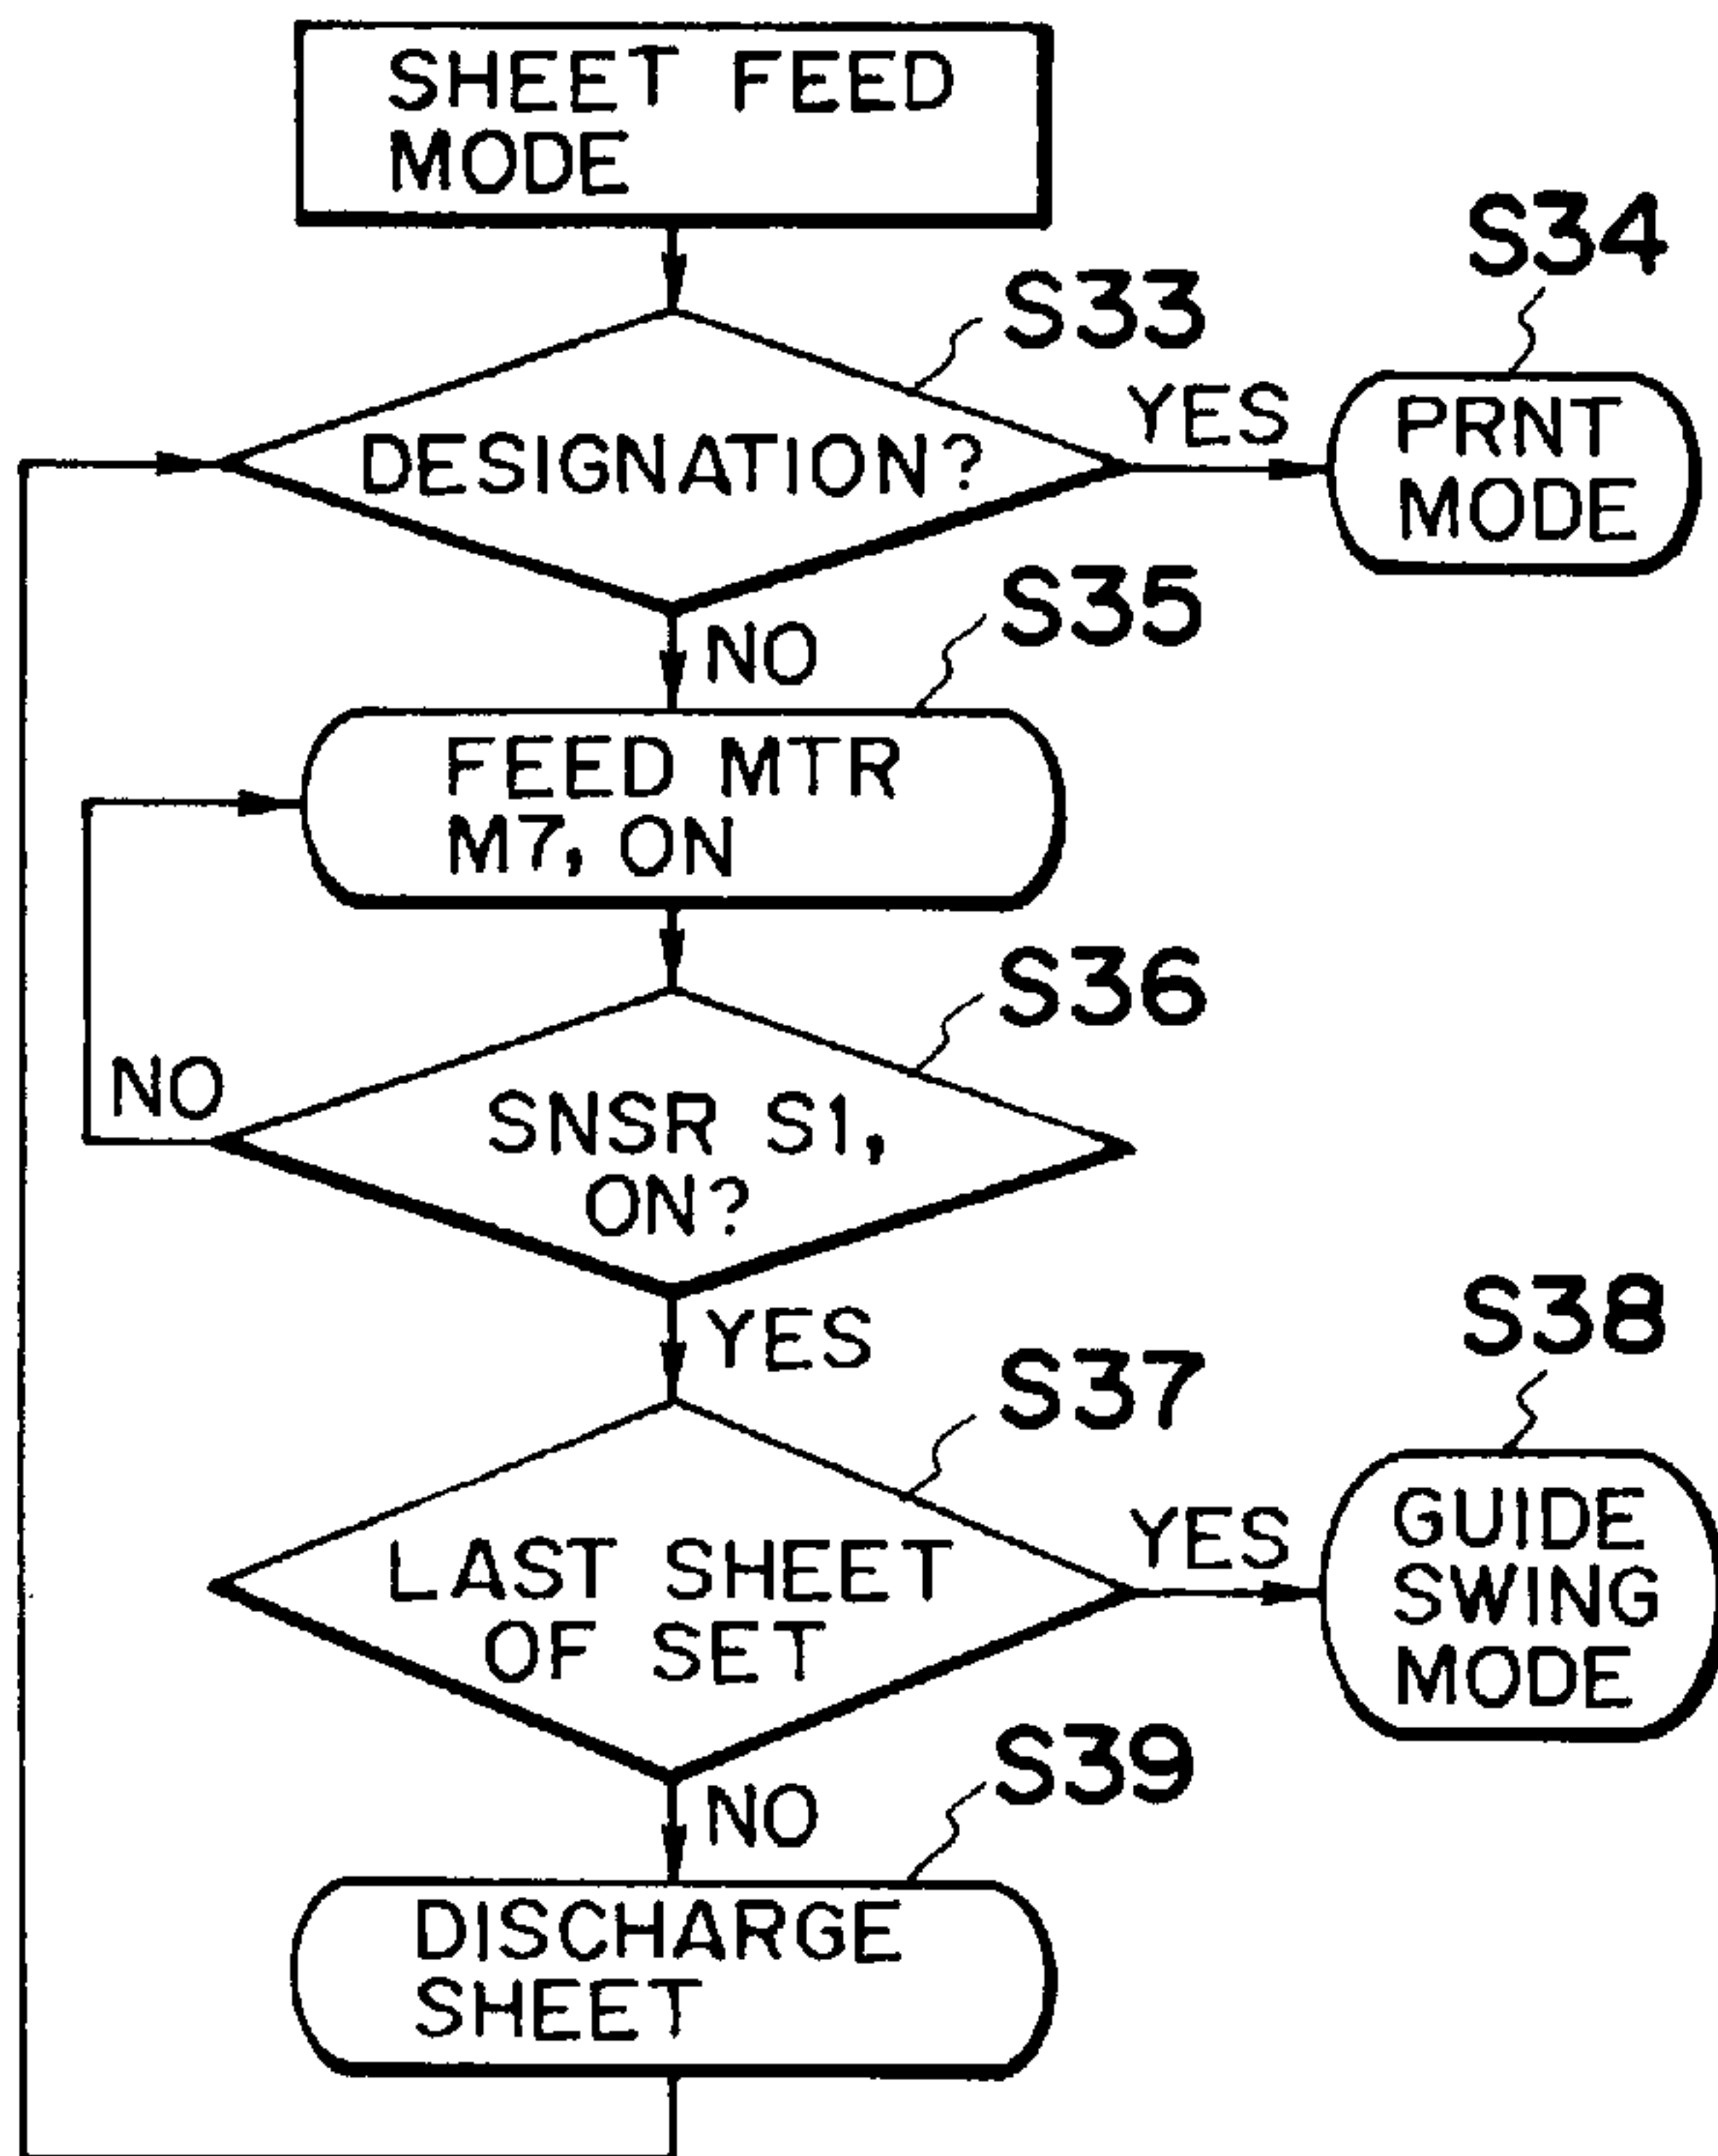 SHEET FEED
MODE
S33
S34
DESIGNATION?
YES
PRNT
MODE
NO
S35
FEED MTR
M7, ON
S36
NO
SNSR S1,
ON?
YES
S37
S38
LAST SHEET
OF SET
YES
GUIDE
SWING
MODE
NO
S39
DISCHARGE
SHEET